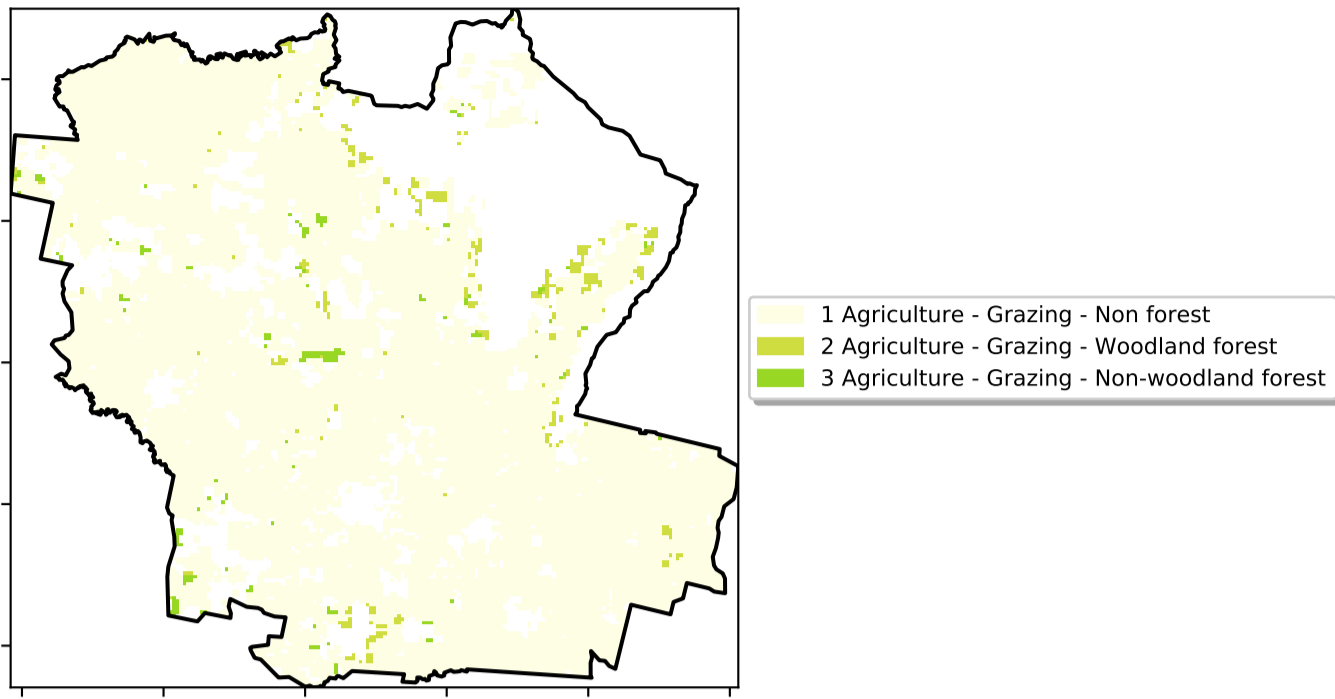 1 Agriculture - Grazing - Non forest
2 Agriculture - Grazing - Woodland forest
3 Agriculture - Grazing - Non-woodland forest